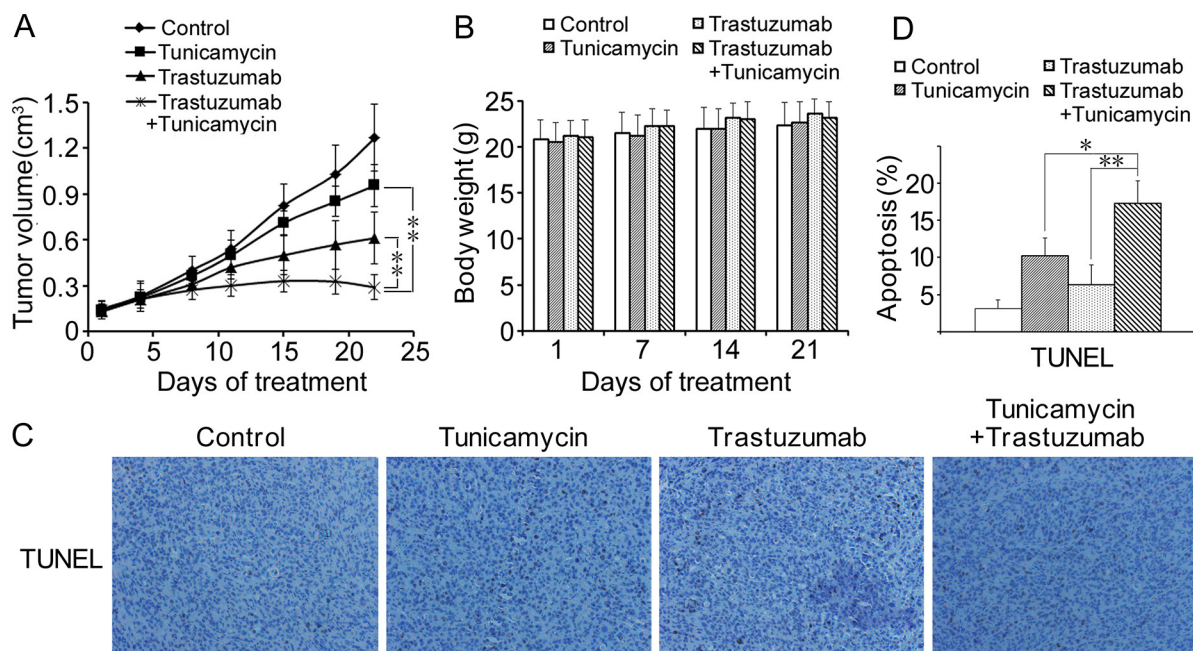 A
Control
Tunicamycin
Trastuzumab
Trastuzumab
+Tunicamycin
Tumor volume(cm³)
1.5
1.2
0.9
0.6
0.3
0
0 5 10 15 20 25
Days of treatment
**
**
B
Control
Trastuzumab
Tunicamycin
Trastuzumab
+Tunicamycin
Body weight(g)
25
20
15
10
5
0
1 7 14 21
Days of treatment
D
Control
Trastuzumab
Tunicamycin
Trastuzumab
+Tunicamycin
Apoptosis(%)
20
15
10
5
*
**
TUNEL
C
Control
Tunicamycin
Trastuzumab
Tunicamycin
+Trastuzumab
TUNEL